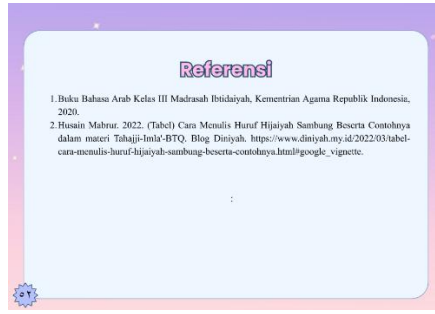 Referensi
1. Buku Bahasa Arab Kelas III Madrasah Ibtidaiyah, Kementrian Agama Republik Indonesia,
2020.
2. Husain Mabrur. 2022. (Tabel) Cara Menulis Huruf Hijaiyah Sambung Beserta Contohnya
dalam materi Tahajji-Imla'-BTQ. Blog Diniyah. https://www.diniyah.my.id/2022/03/tabel-
cara-menulis-huruf-hijaiyah-sambung-beserta-contohnya.html#google_vignette.
:
٥٢